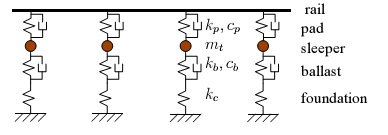 rail
k_p, c_p pad
m_t sleeper
k_b, c_b ballast
k_c foundation